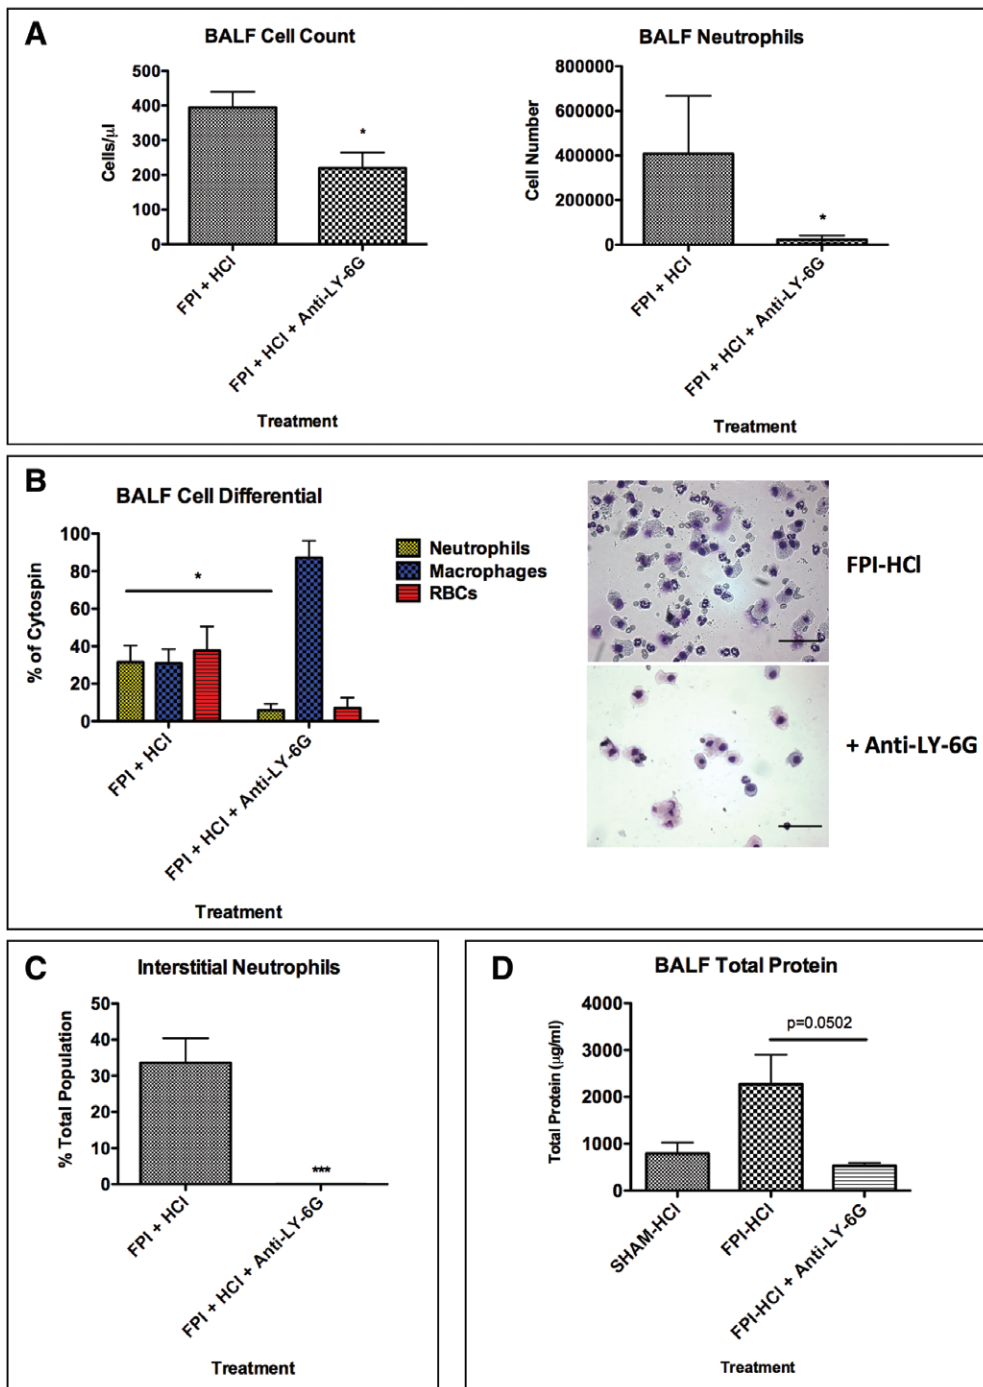 A
BALF Cell Count
Cells/µl
500
400
300
200
100
0
*
FPI + HCl
FPI + HCl + Anti-LY-6G
Treatment
BALF Neutrophils
Cell Number
800000
600000
400000
200000
0
*
FPI + HCl
FPI + HCl + Anti-LY-6G
Treatment
B
BALF Cell Differential
% of Cytospin
100
80
60
40
20
0
*
Neutrophils
Macrophages
RBCs
FPI + HCl
FPI + HCl + Anti-LY-6G
Treatment
FPI-HCl
+ Anti-LY-6G
C
Interstitial Neutrophils
% Total Population
50
40
30
20
10
0
***
FPI + HCl
FPI + HCl + Anti-LY-6G
Treatment
D
BALF Total Protein
Total Protein (µg/ml)
4000
3000
2000
1000
0
p=0.0502
SHAM-HCl
FPI-HCl
FPI-HCl + Anti-LY-6G
Treatment